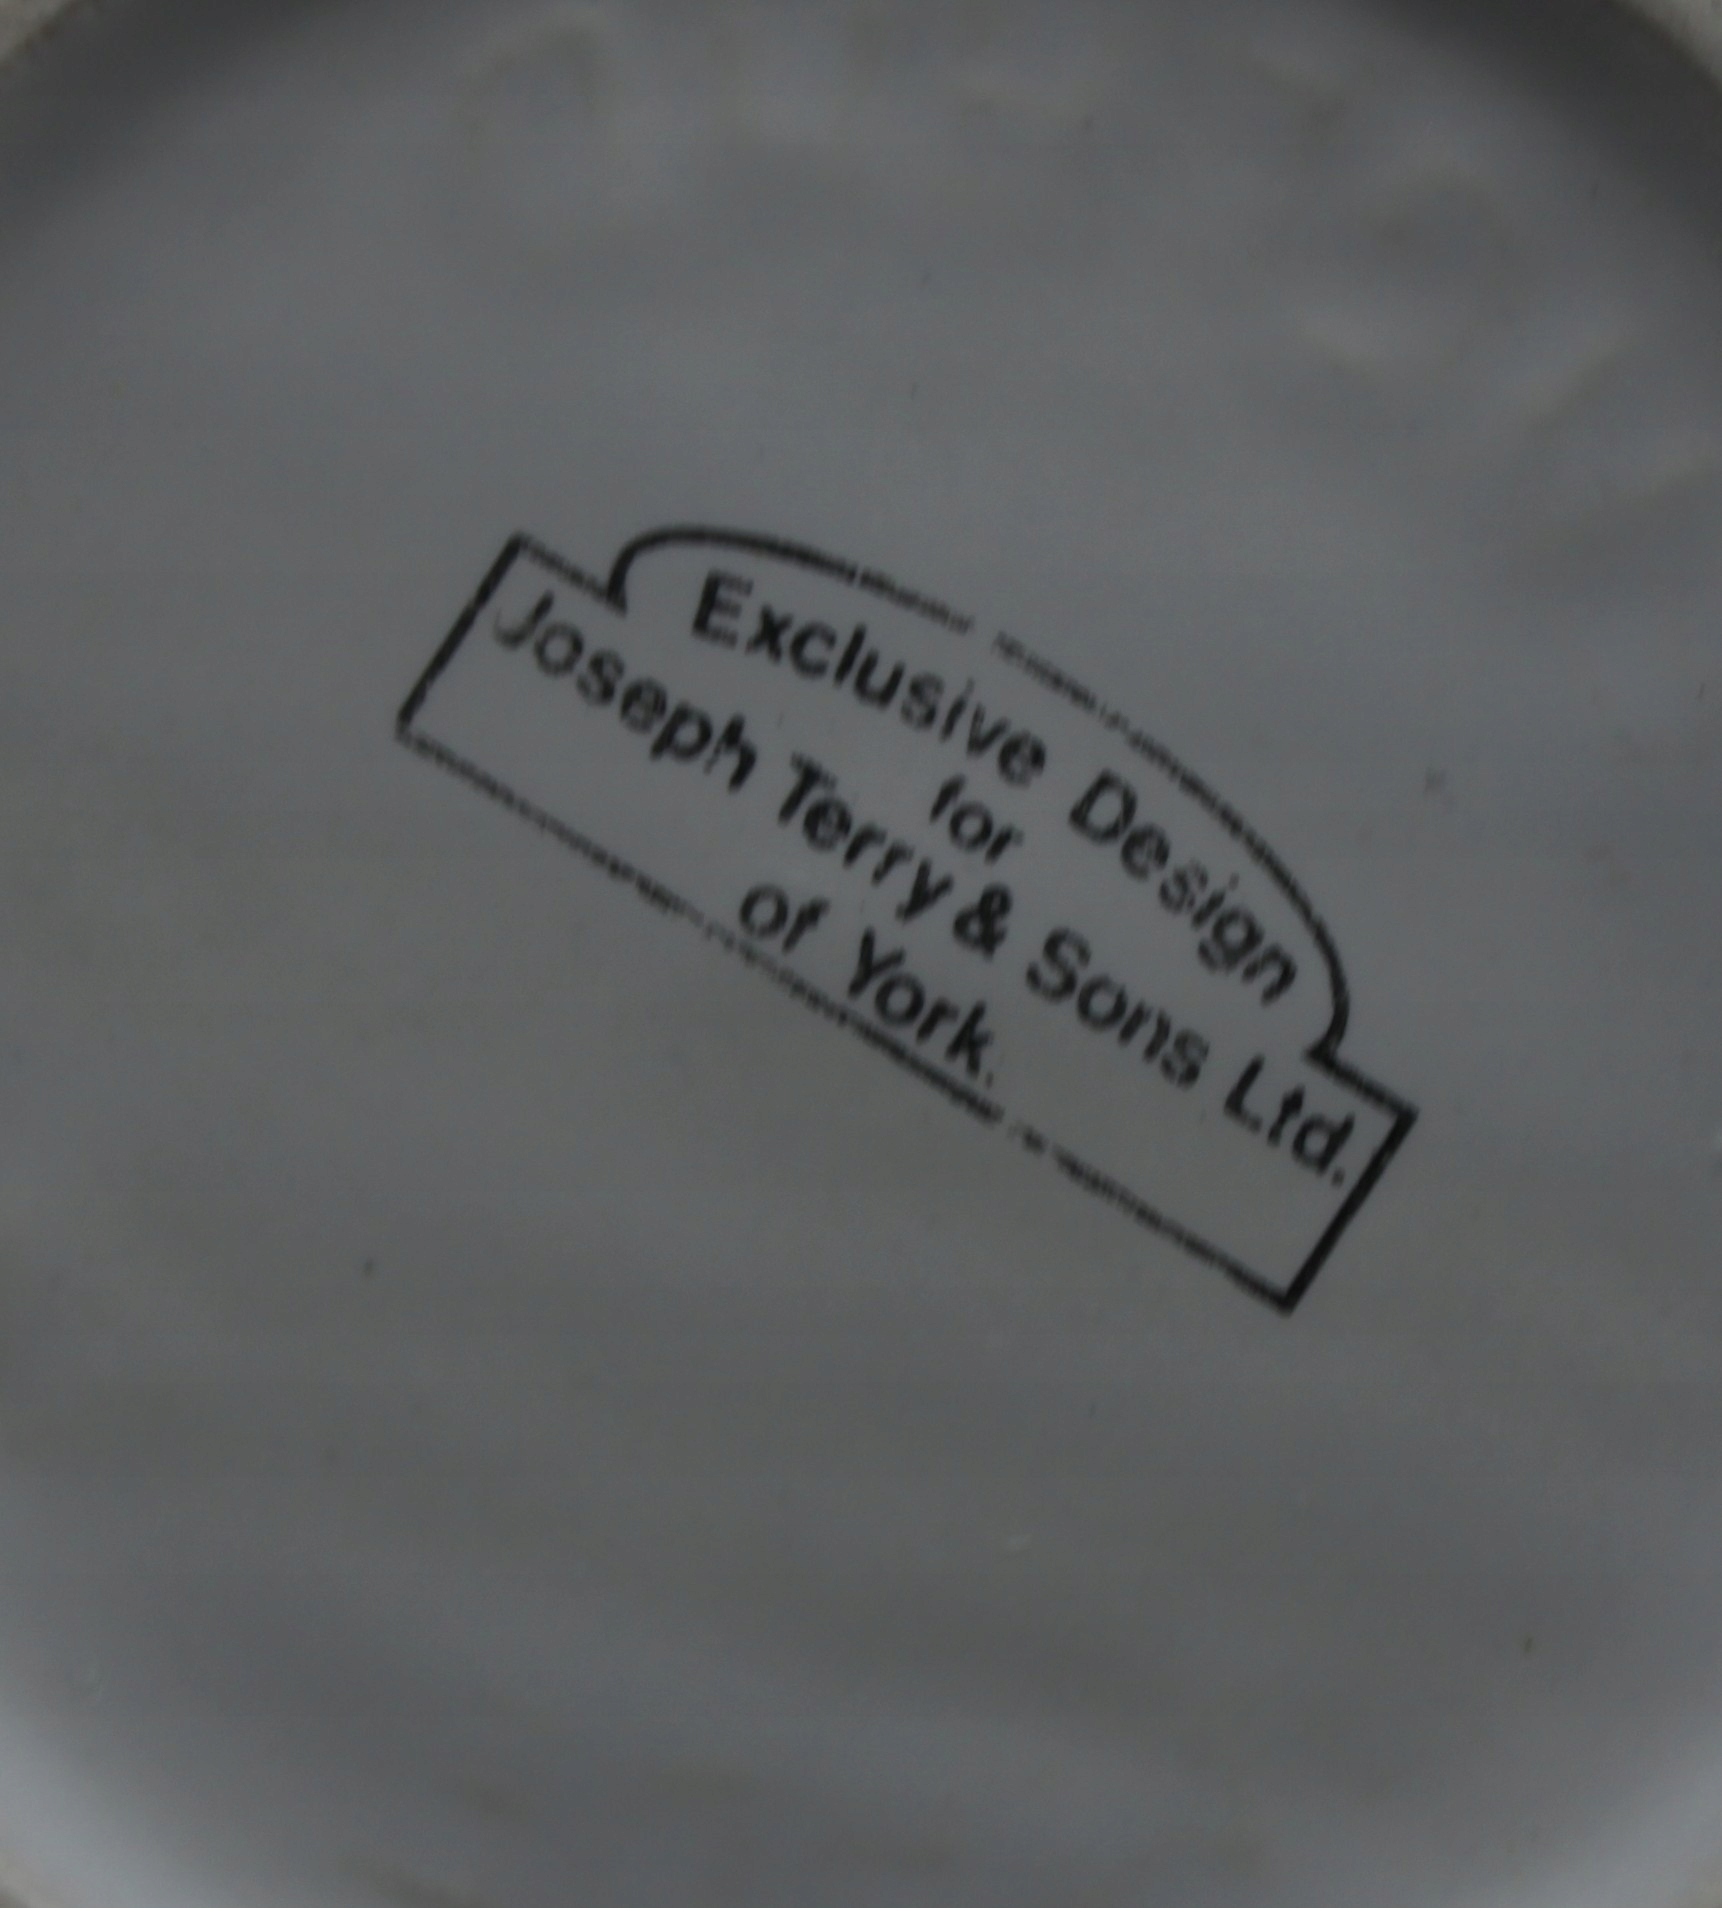 Exclusive Design
for
Joseph Terry & Sons Ltd.
of York.